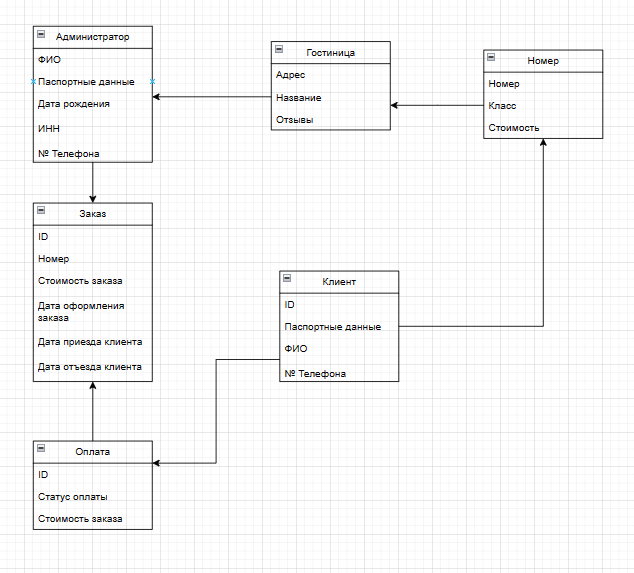 Администратор
ФИО
Паспортные данные
Дата рождения
ИНН
№ Телефона
Гостиница
Адрес
Название
Отзывы
Номер
Номер
Класс
Стоимость
Заказ
ID
Номер
Стоимость заказа
Дата оформления
заказа
Дата приезда клиента
Дата отъезда клиента
Клиент
ID
Паспортные данные
ФИО
№ Телефона
Оплата
ID
Статус оплаты
Стоимость заказа